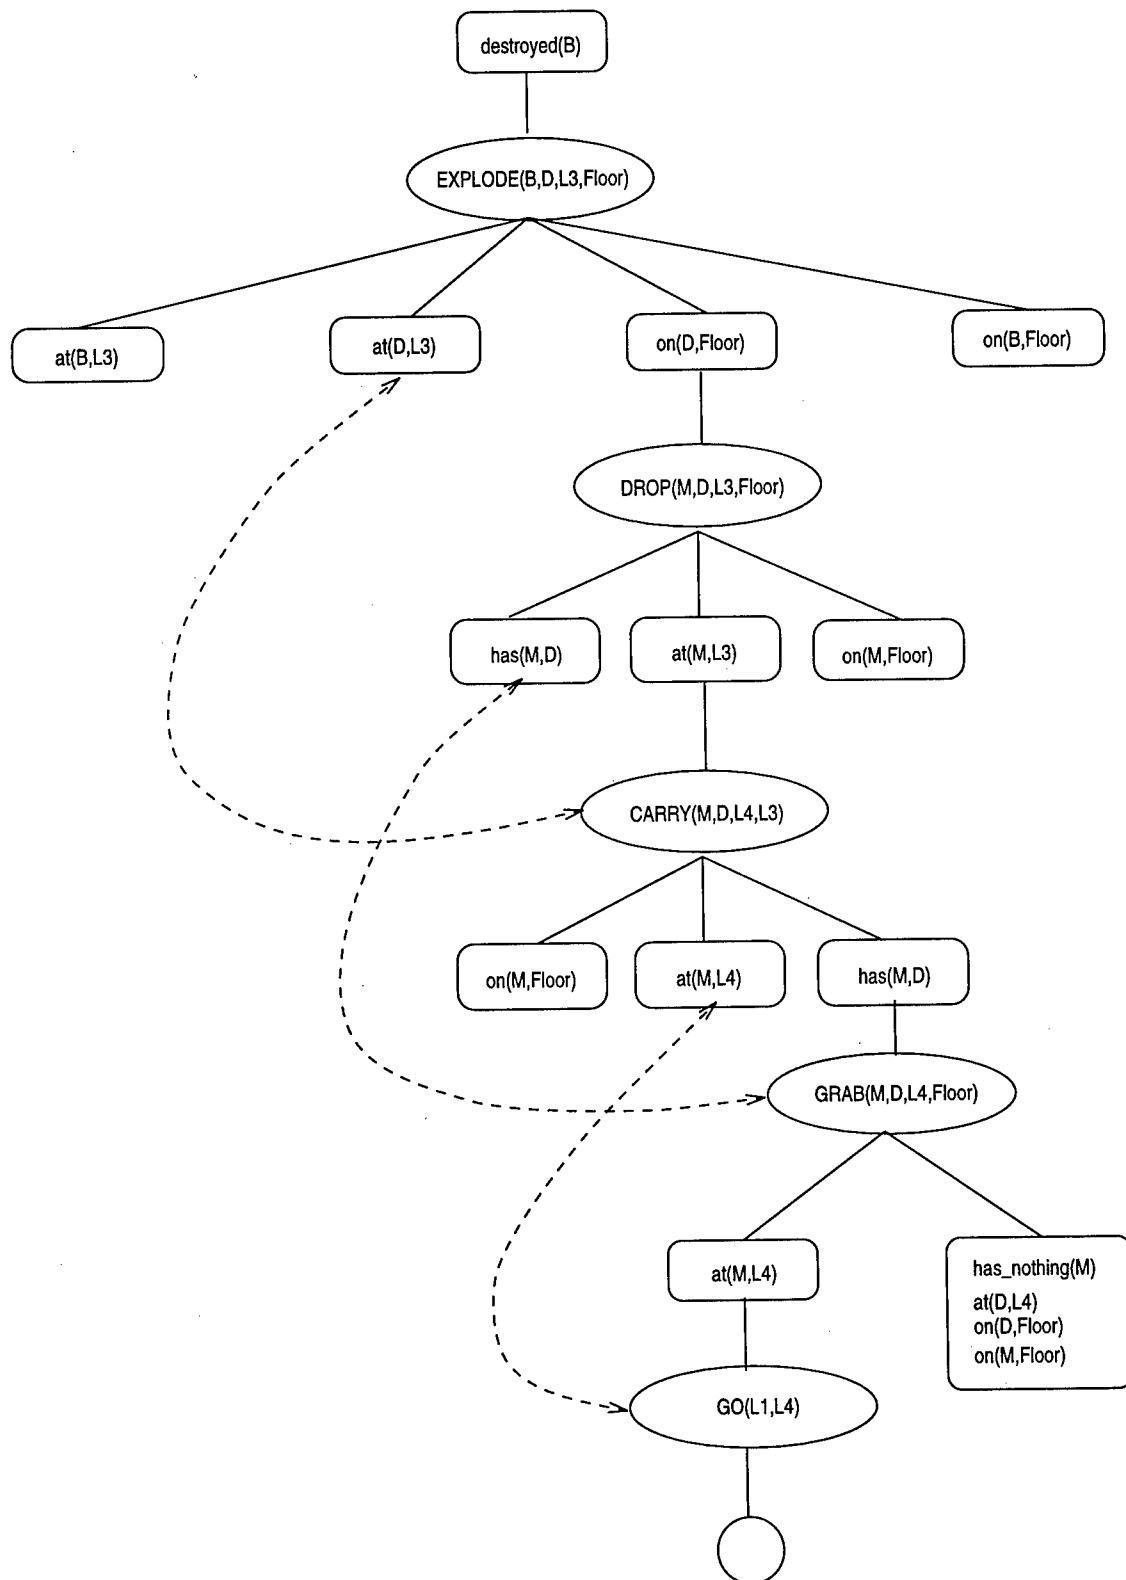 destroyed(B)
EXPLODE(B,D,L3,Floor)
at(B,L3)
at(D,L3)
on(D,Floor)
on(B,Floor)
DROP(M,D,L3,Floor)
has(M,D)
at(M,L3)
on(M,Floor)
CARRY(M,D,L4,L3)
on(M,Floor)
at(M,L4)
has(M,D)
GRAB(M,D,L4,Floor)
at(M,L4)
has_nothing(M)
at(D,L4)
on(D,Floor)
on(M,Floor)
GO(L1,L4)